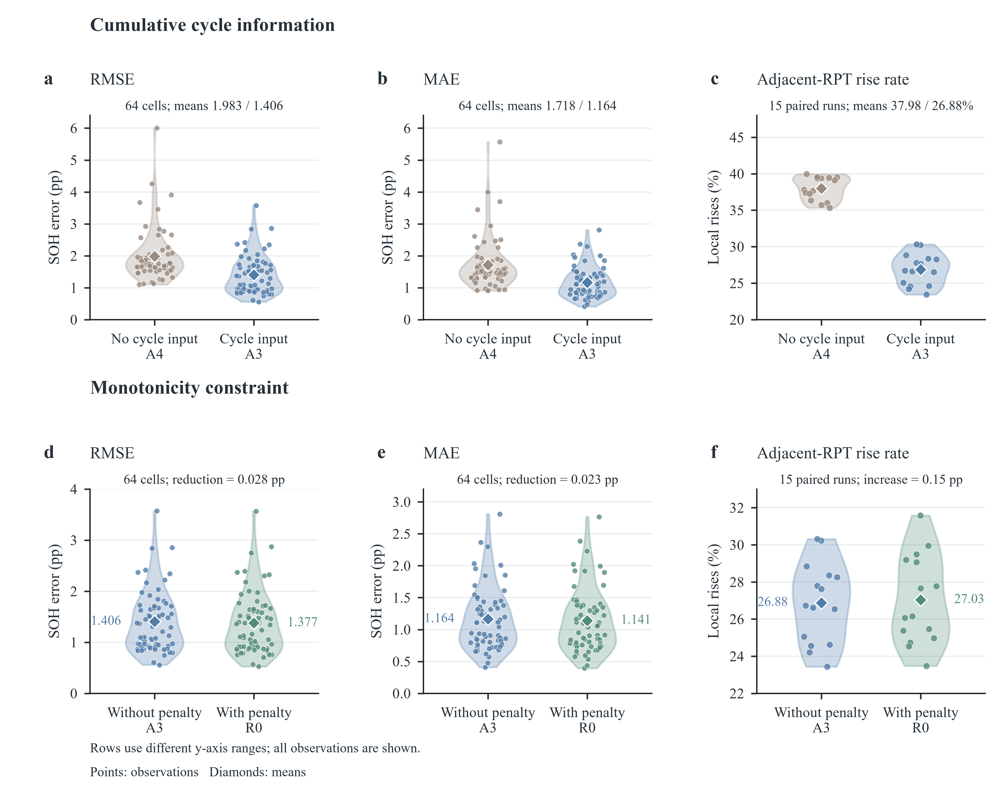 Cumulative cycle information
a RMSE
64 cells; means 1.983 / 1.406
SOH error (pp)
6
5
4
3
2
1
0
No cycle input
A4
Cycle input
A3
b MAE
64 cells; means 1.718 / 1.164
SOH error (pp)
6
5
4
3
2
1
0
No cycle input
A4
Cycle input
A3
c Adjacent-RPT rise rate
15 paired runs; means 37.98 / 26.88%
Local rises (%)
45
40
35
30
25
20
No cycle input
A4
Cycle input
A3
Monotonicity constraint
d RMSE
64 cells; reduction = 0.028 pp
SOH error (pp)
4
3
2
1
0
1.406
1.377
Without penalty
A3
With penalty
R0
e MAE
64 cells; reduction = 0.023 pp
SOH error (pp)
3.0
2.5
2.0
1.5
1.0
0.5
0.0
1.164
1.141
Without penalty
A3
With penalty
R0
f Adjacent-RPT rise rate
15 paired runs; increase = 0.15 pp
Local rises (%)
32
30
28
26
24
22
26.88
27.03
Without penalty
A3
With penalty
R0
Rows use different y-axis ranges; all observations are shown.
Points: observations Diamonds: means